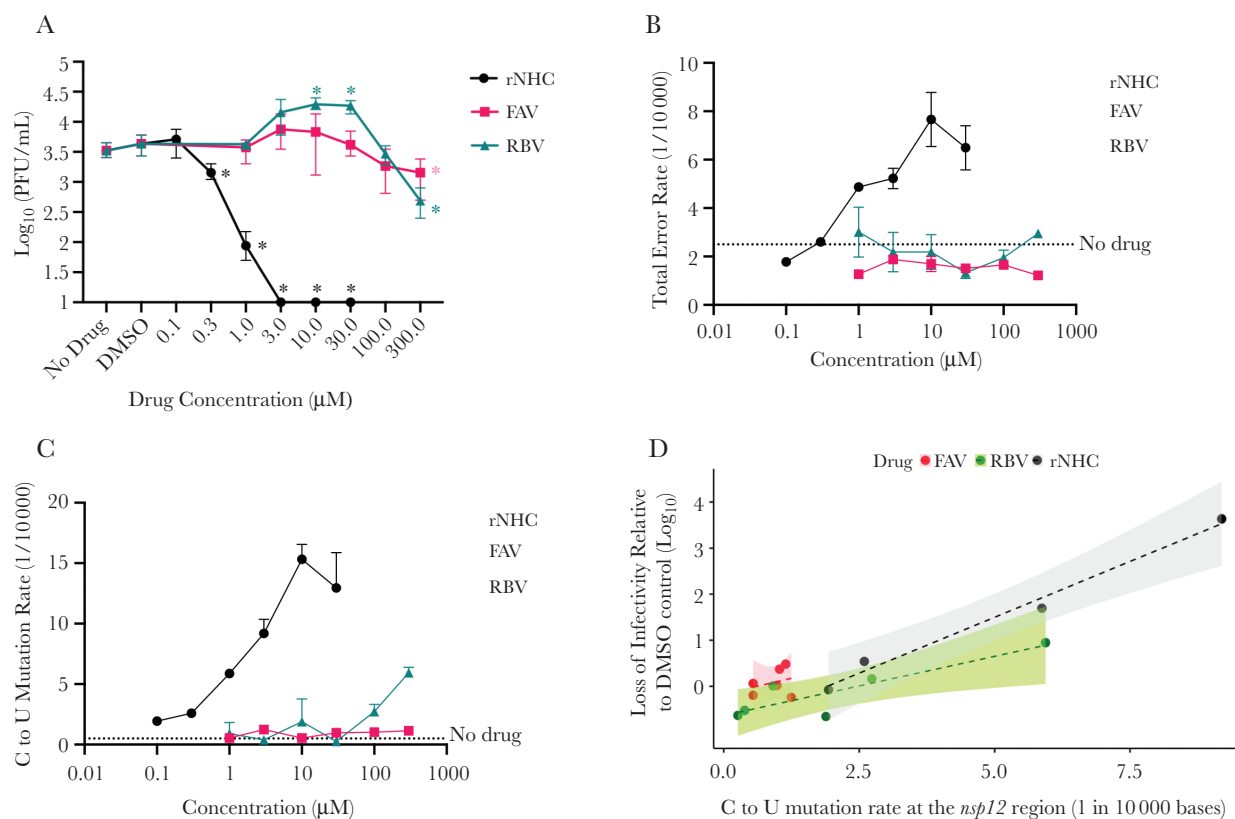 A
Log10 (PFU/mL)
5
4.5
4
3.5
3
2.5
2
1.5
1
* * * * * * * * *
No Drug DMSO 0.1 0.3 1.0 3.0 10.0 30.0 100.0 300.0
Drug Concentration (µM)
rNHC
FAV
RBV
B
Total Error Rate (1/10000)
10
8
6
4
2
0
0.01 0.1 1 10 100 1000
Concentration (µM)
No drug
rNHC
FAV
RBV
C
C to U Mutation Rate (1/10000)
20
15
10
5
0
0.01 0.1 1 10 100 1000
Concentration (µM)
No drug
rNHC
FAV
RBV
D
Drug FAV RBV rNHC
Loss of Infectivity Relative
to DMSO control (Log10)
4
3
2
1
0
0.0 2.5 5.0 7.5
C to U mutation rate at the nsp12 region (1 in 10 000 bases)